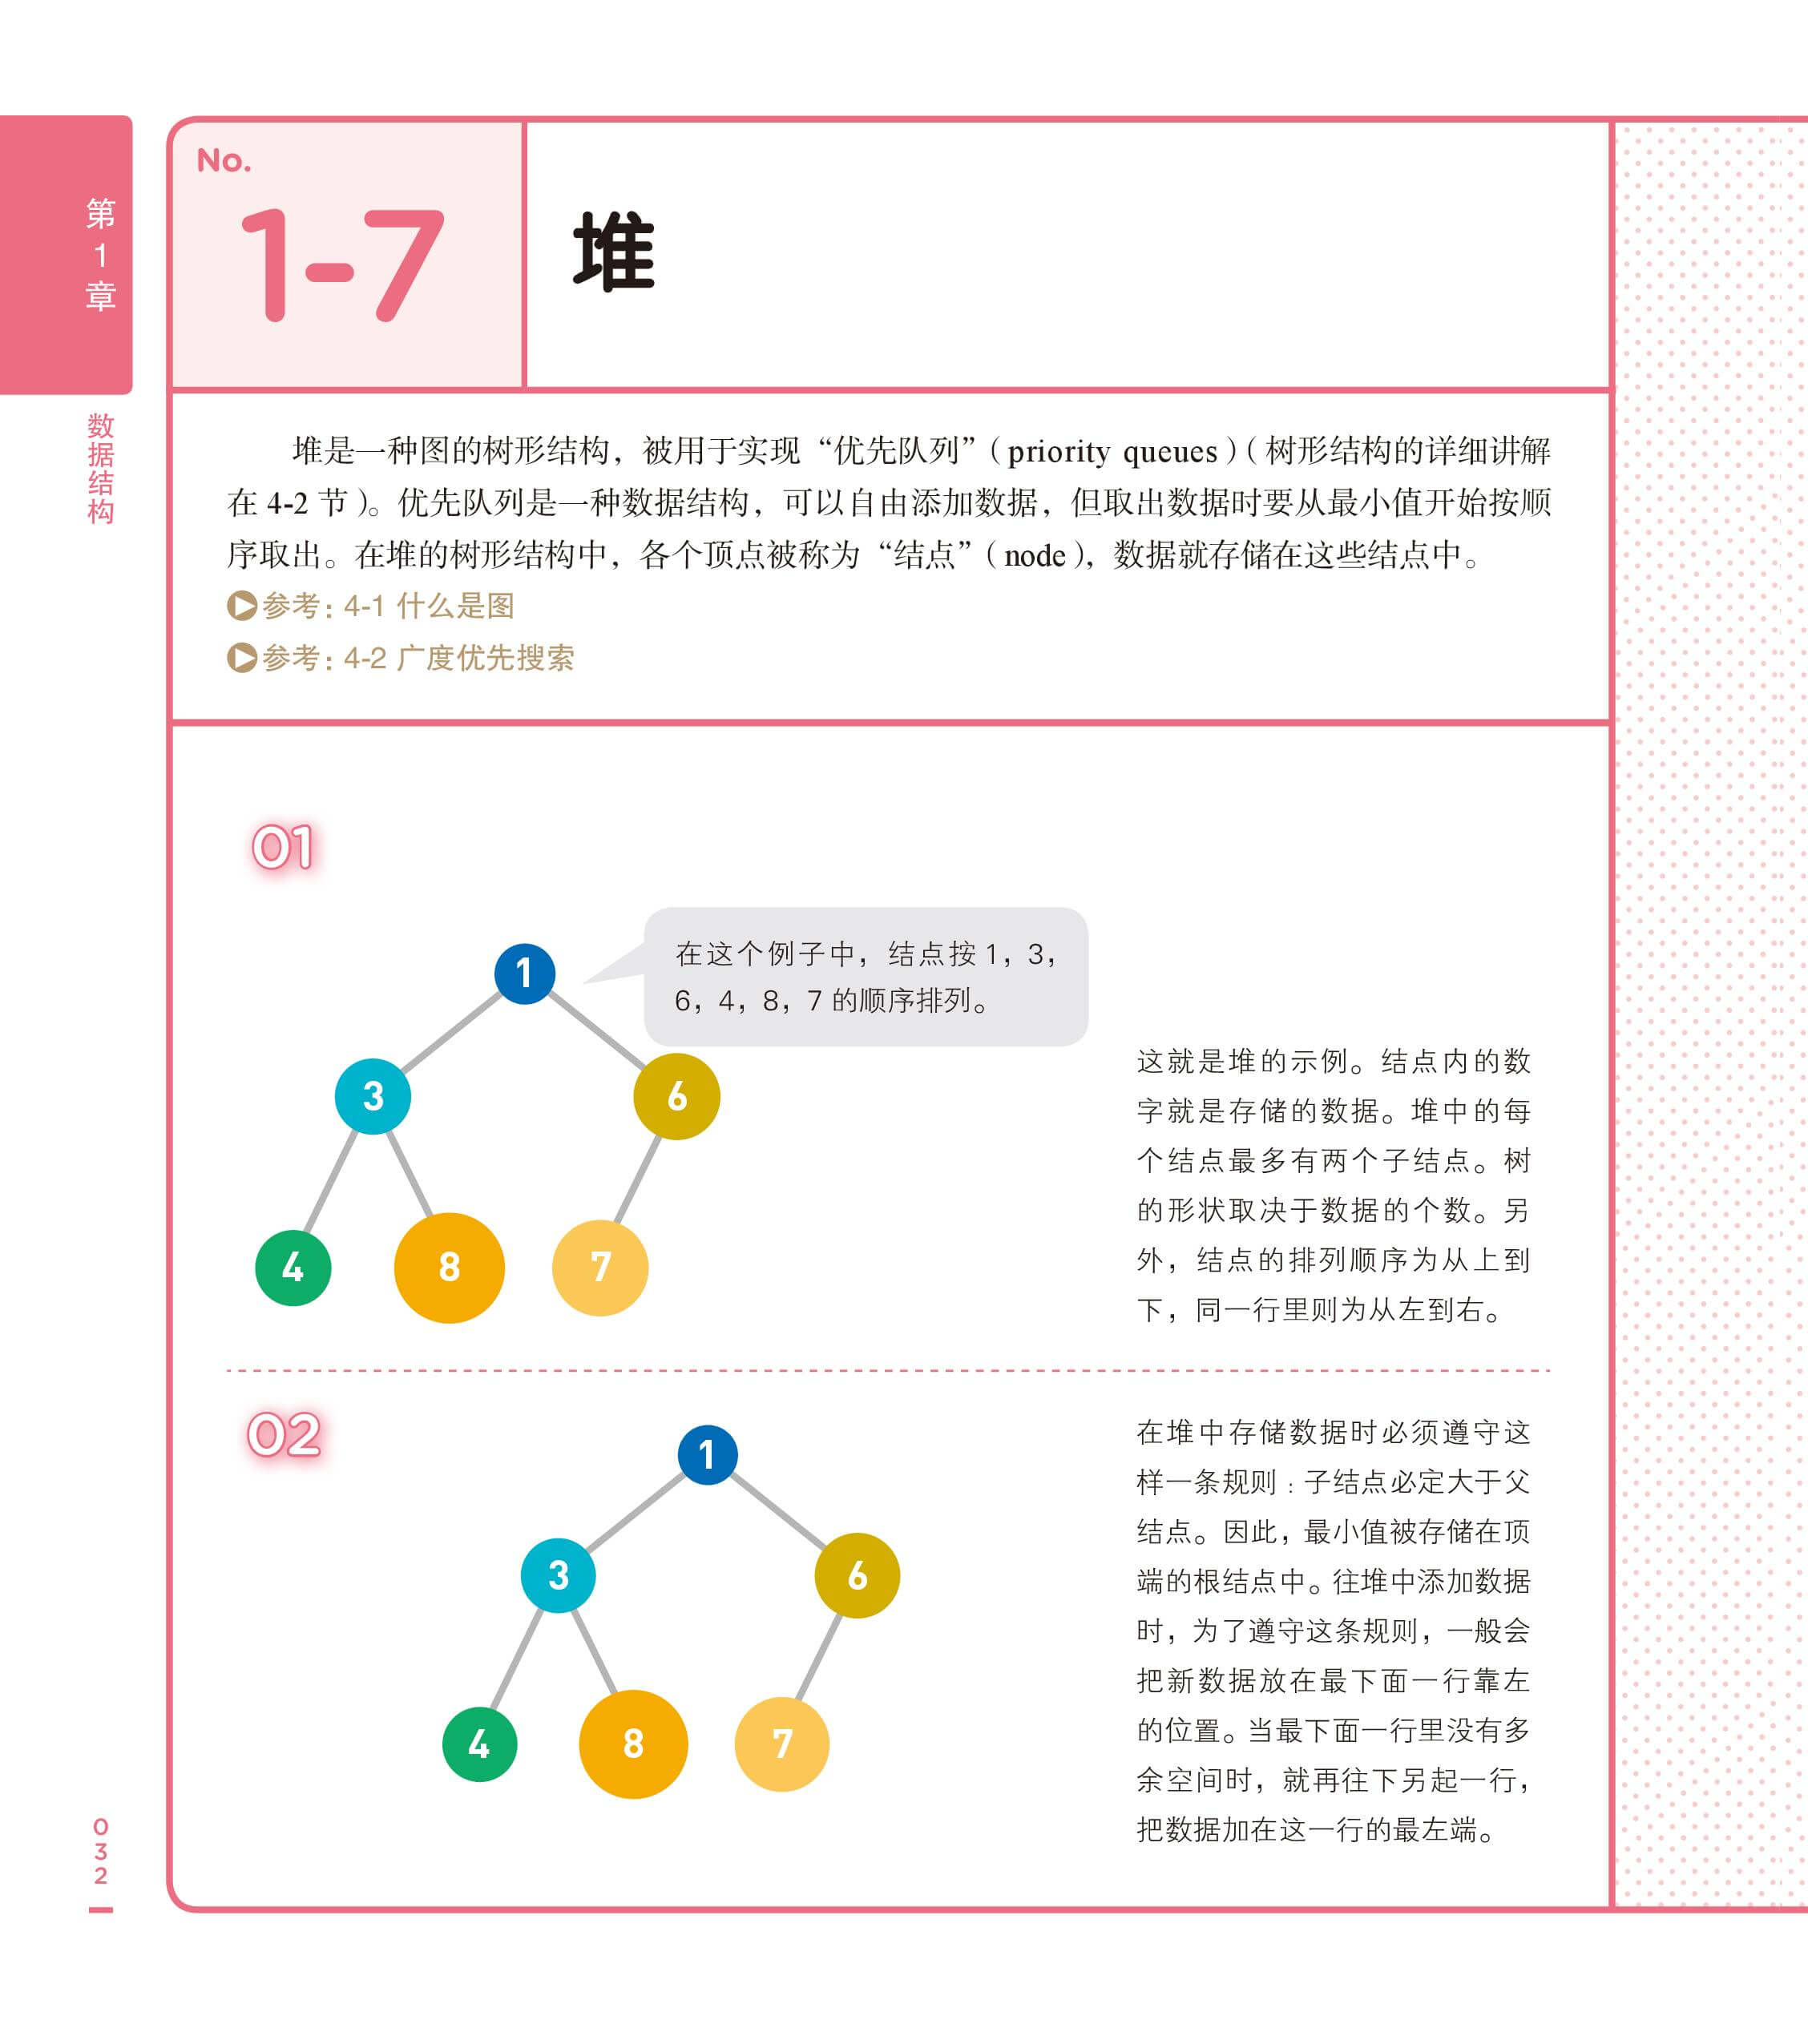 第1章
数据结构
No.
1-7
堆
堆是一种图的树形结构，被用于实现“优先队列”（priority queues）（树形结构的详细讲解
在 4-2 节）。优先队列是一种数据结构，可以自由添加数据，但取出数据时要从最小值开始按顺
序取出。在堆的树形结构中，各个顶点被称为“结点”（node），数据就存储在这些结点中。
参考：4-1 什么是图
参考：4-2 广度优先搜索
01
在这个例子中，结点按 1，3，
6，4，8，7 的顺序排列。
1
3
6
4
8
7
这就是堆的示例。结点内的数
字就是存储的数据。堆中的每
个结点最多有两个子结点。树
的形状取决于数据的个数。另
外，结点的排列顺序为从上到
下，同一行里则为从左到右。
02
1
3
6
4
8
7
在堆中存储数据时必须遵守这
样一条规则：子结点必定大于父
结点。因此，最小值被存储在顶
端的根结点中。往堆中添加数据
时，为了遵守这条规则，一般会
把新数据放在最下面一行靠左
的位置。当最下面一行里没有多
余空间时，就再往下另起一行，
把数据加在这一行的最左端。
032